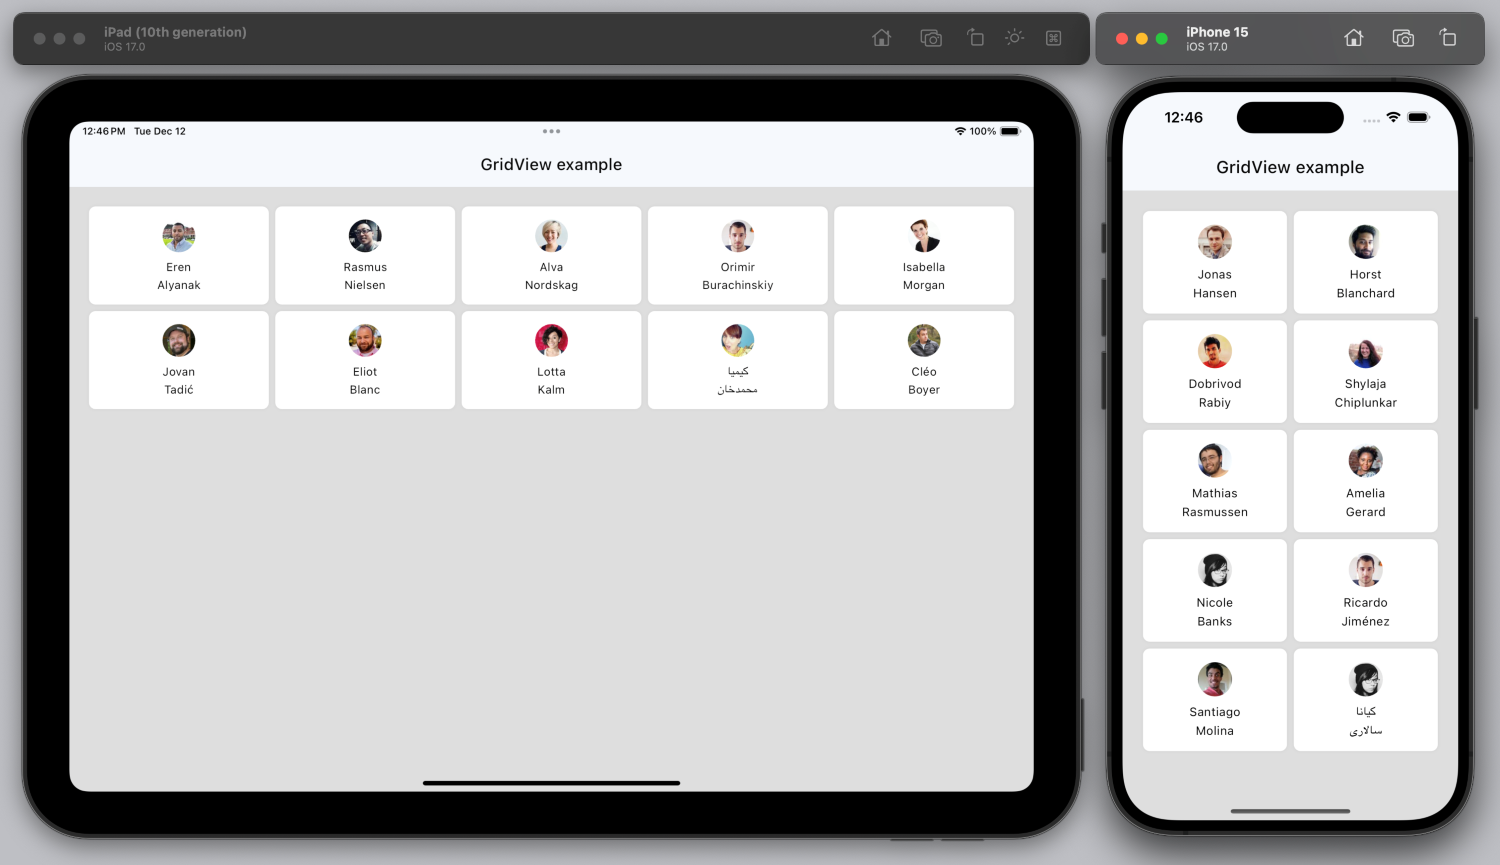 iPad (10th generation)
iOS 17.0
12:46 PM Tue Dec 12
100%
GridView example
Eren
Alyanak
Rasmus
Nielsen
Alva
Nordskag
Orimir
Burachinskiy
Isabella
Morgan
Jovan
Tadić
Eliot
Blanc
Lotta
Kalm
کیمیا
محمدخان
Cléo
Boyer
iPhone 15
iOS 17.0
12:46
GridView example
Jonas
Hansen
Horst
Blanchard
Dobrivod
Rabiy
Shylaja
Chiplunkar
Mathias
Rasmussen
Amelia
Gerard
Nicole
Banks
Ricardo
Jiménez
Santiago
Molina
کیانا
سالاری